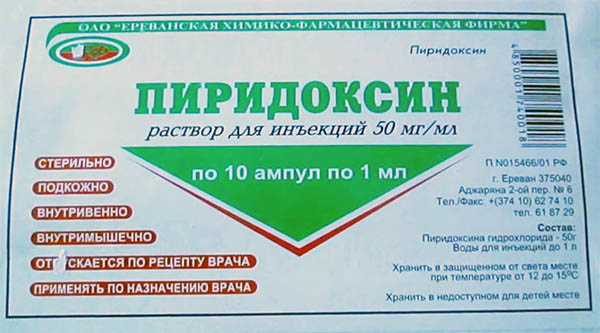 ОАО "ЕРЕВАНСКАЯ ХИМИКО-ФАРМАЦЕВТИЧЕСКАЯ ФИРМА"
Пиридоксин
ПИРИДОКСИН
раствор для инъекций 50 мг/мл
по 10 ампул по 1 мл
СТЕРИЛЬНО
ПОДКОЖНО
ВНУТРИВЕННО
ВНУТРИМЫШЕЧНО
ОТПУСКАЕТСЯ ПО РЕЦЕПТУ ВРАЧА
ПРИМЕНЯТЬ ПО НАЗНАЧЕНИЮ ВРАЧА
4850001740018
П N015466/01 РФ
г. Ереван 375040
Аджаряна 2-ой пер. № 6
Тел./Факс. +(374 10) 62 74 10
тел. 61 87 29
Состав:
Пиридоксина гидрохлорида - 50г
Воды для инъекций до 1 л
Хранить в защищенном от света месте
при температуре от 12 до 15°C
Хранить в недоступном для детей месте